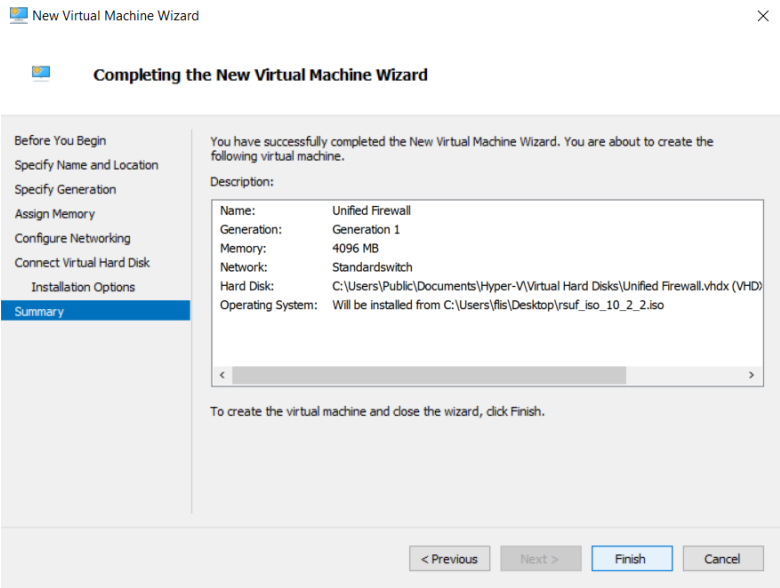 New Virtual Machine Wizard
Completing the New Virtual Machine Wizard
Before You Begin
Specify Name and Location
Specify Generation
Assign Memory
Configure Networking
Connect Virtual Hard Disk
Installation Options
Summary
You have successfully completed the New Virtual Machine Wizard. You are about to create the
following virtual machine.
Description:
Name: Unified Firewall
Generation: Generation 1
Memory: 4096 MB
Network: Standardswitch
Hard Disk: C:\Users\Public\Documents\Hyper-V\Virtual Hard Disks\Unified Firewall.vhdx (VHD
Operating System: Will be installed from C:\Users\flis\Desktop\rsuf_iso_10_2_2.iso
To create the virtual machine and close the wizard, click Finish.
< Previous
Next >
Finish
Cancel